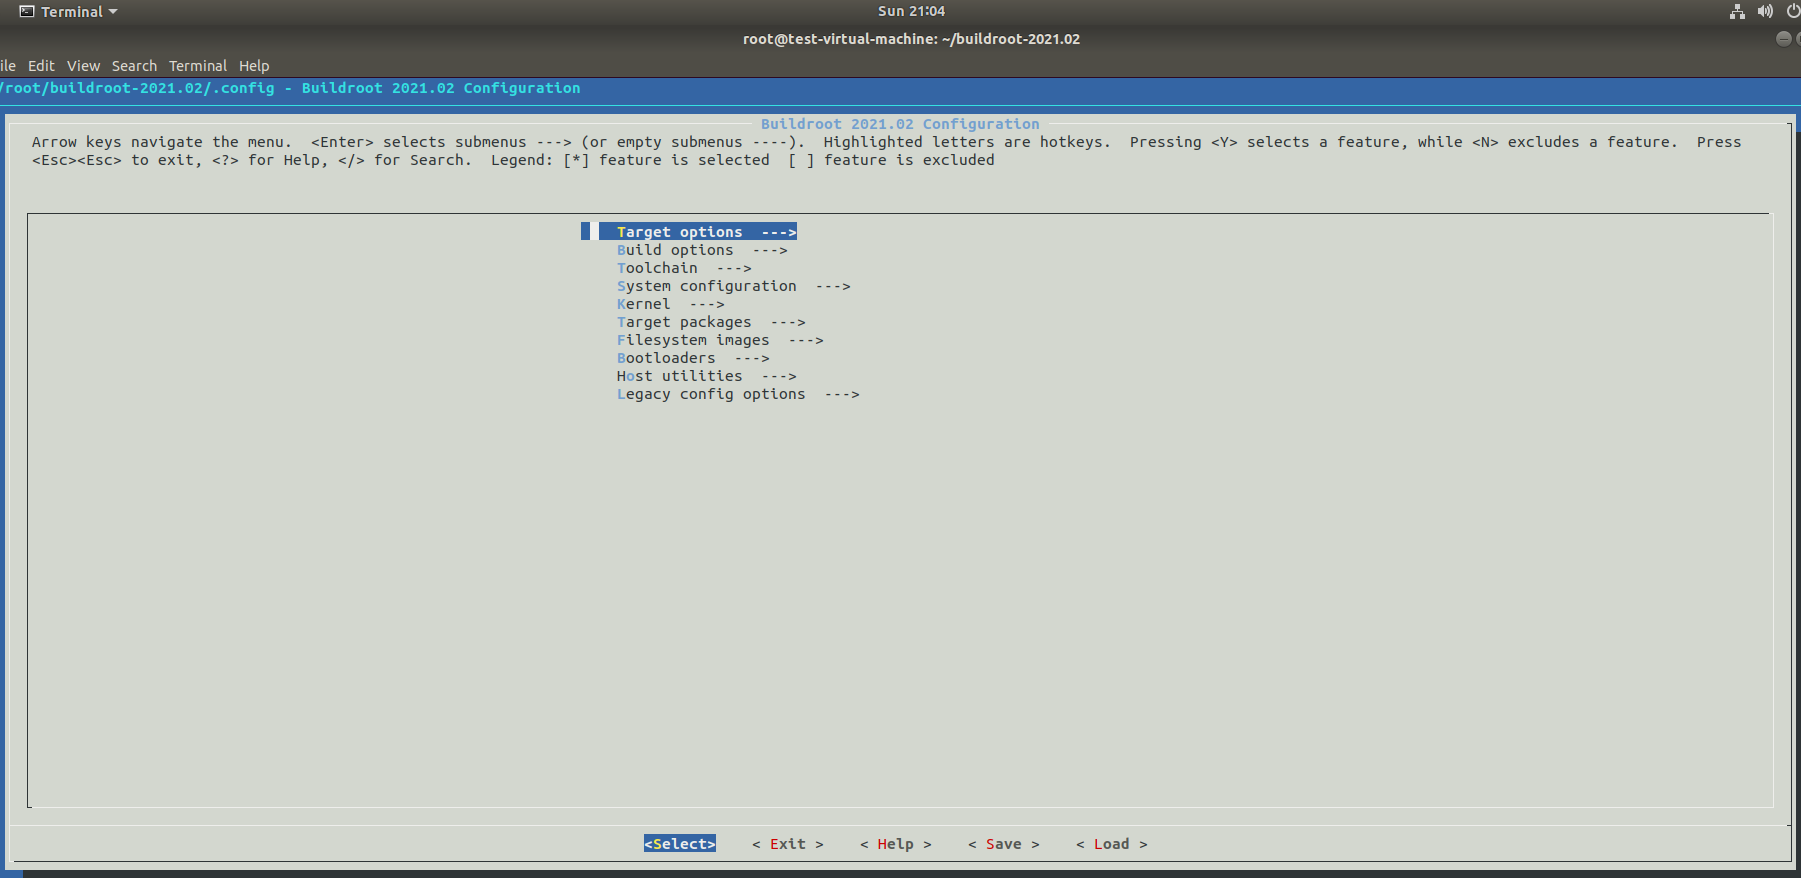 Terminal
Sun 21:04
root@test-virtual-machine: ~/buildroot-2021.02
ile Edit View Search Terminal Help
/root/buildroot-2021.02/.config - Buildroot 2021.02 Configuration
Buildroot 2021.02 Configuration
Arrow keys navigate the menu.  <Enter> selects submenus ---> (or empty submenus ----).  Highlighted letters are hotkeys.  Pressing <Y> selects a feature, while <N> excludes a feature.  Press
<Esc><Esc> to exit, <?> for Help, </> for Search.  Legend: [*] feature is selected  [ ] feature is excluded
Target options  --->
Build options  --->
Toolchain  --->
System configuration  --->
Kernel  --->
Target packages  --->
Filesystem images  --->
Bootloaders  --->
Host utilities  --->
Legacy config options  --->
<Select>    < Exit >    < Help >    < Save >    < Load >